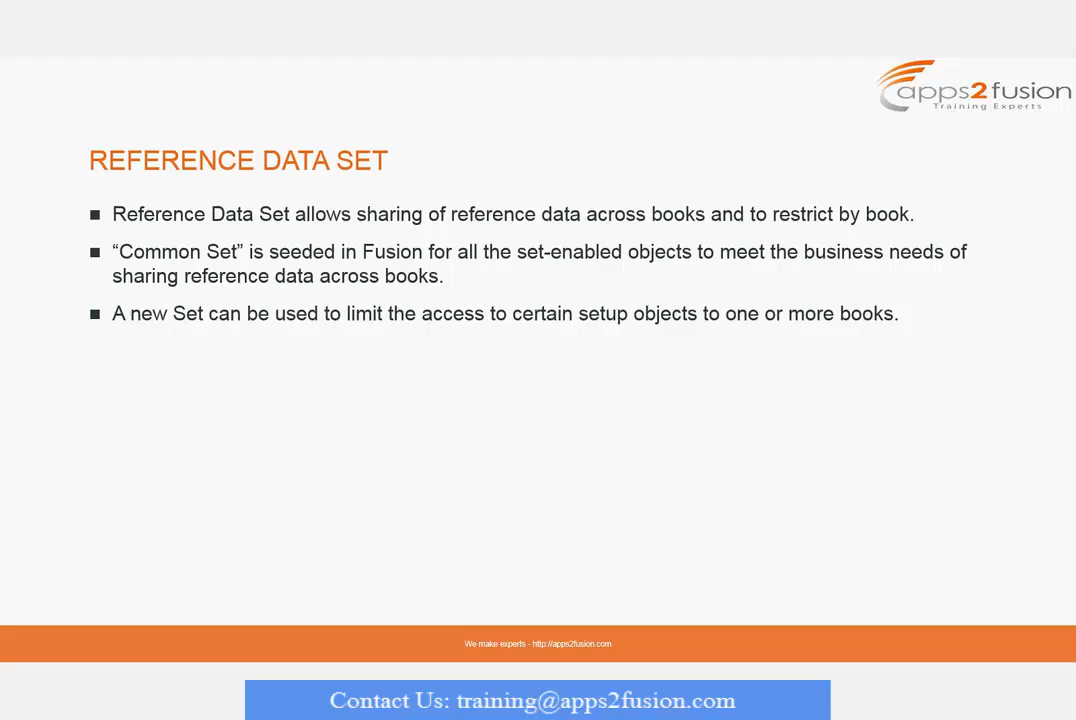 apps2fusion
Training Experts
REFERENCE DATA SET
■ Reference Data Set allows sharing of reference data across books and to restrict by book.
■ “Common Set” is seeded in Fusion for all the set-enabled objects to meet the business needs of
sharing reference data across books.
■ A new Set can be used to limit the access to certain setup objects to one or more books.
We make experts - http://apps2fusion.com
Contact Us: training@apps2fusion.com